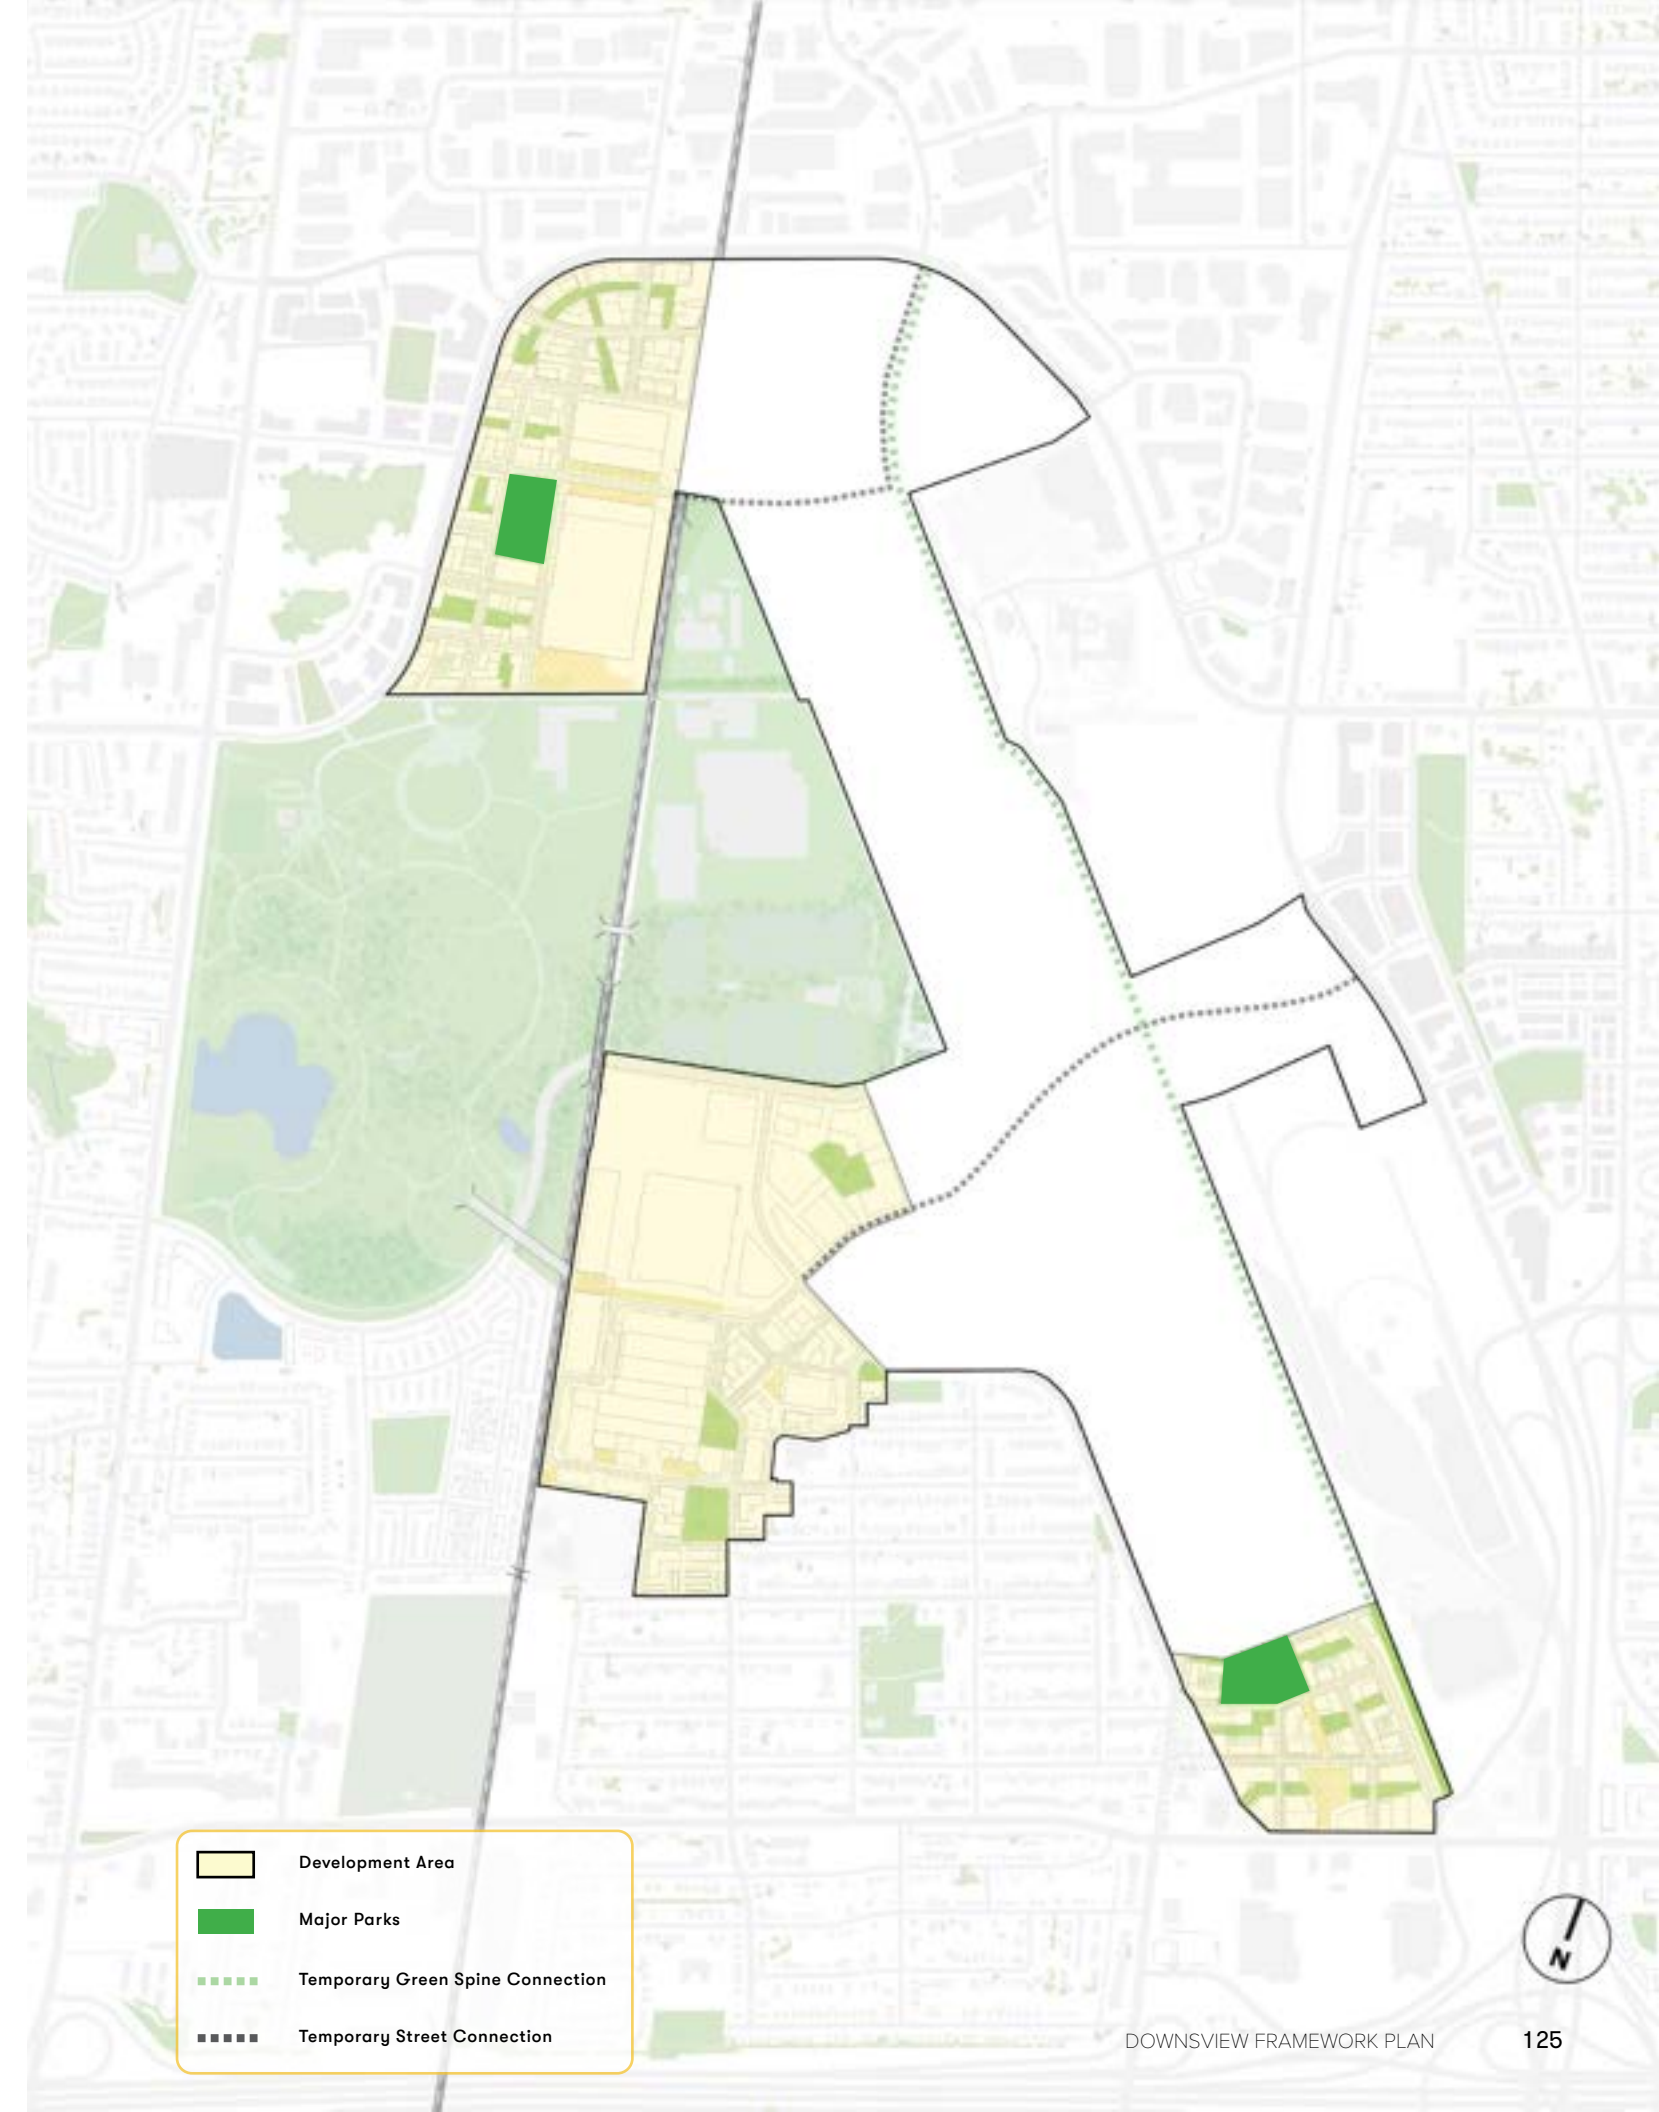 Development Area
Major Parks
Temporary Green Spine Connection
Temporary Street Connection
N
DOWNSVIEW FRAMEWORK PLAN 125